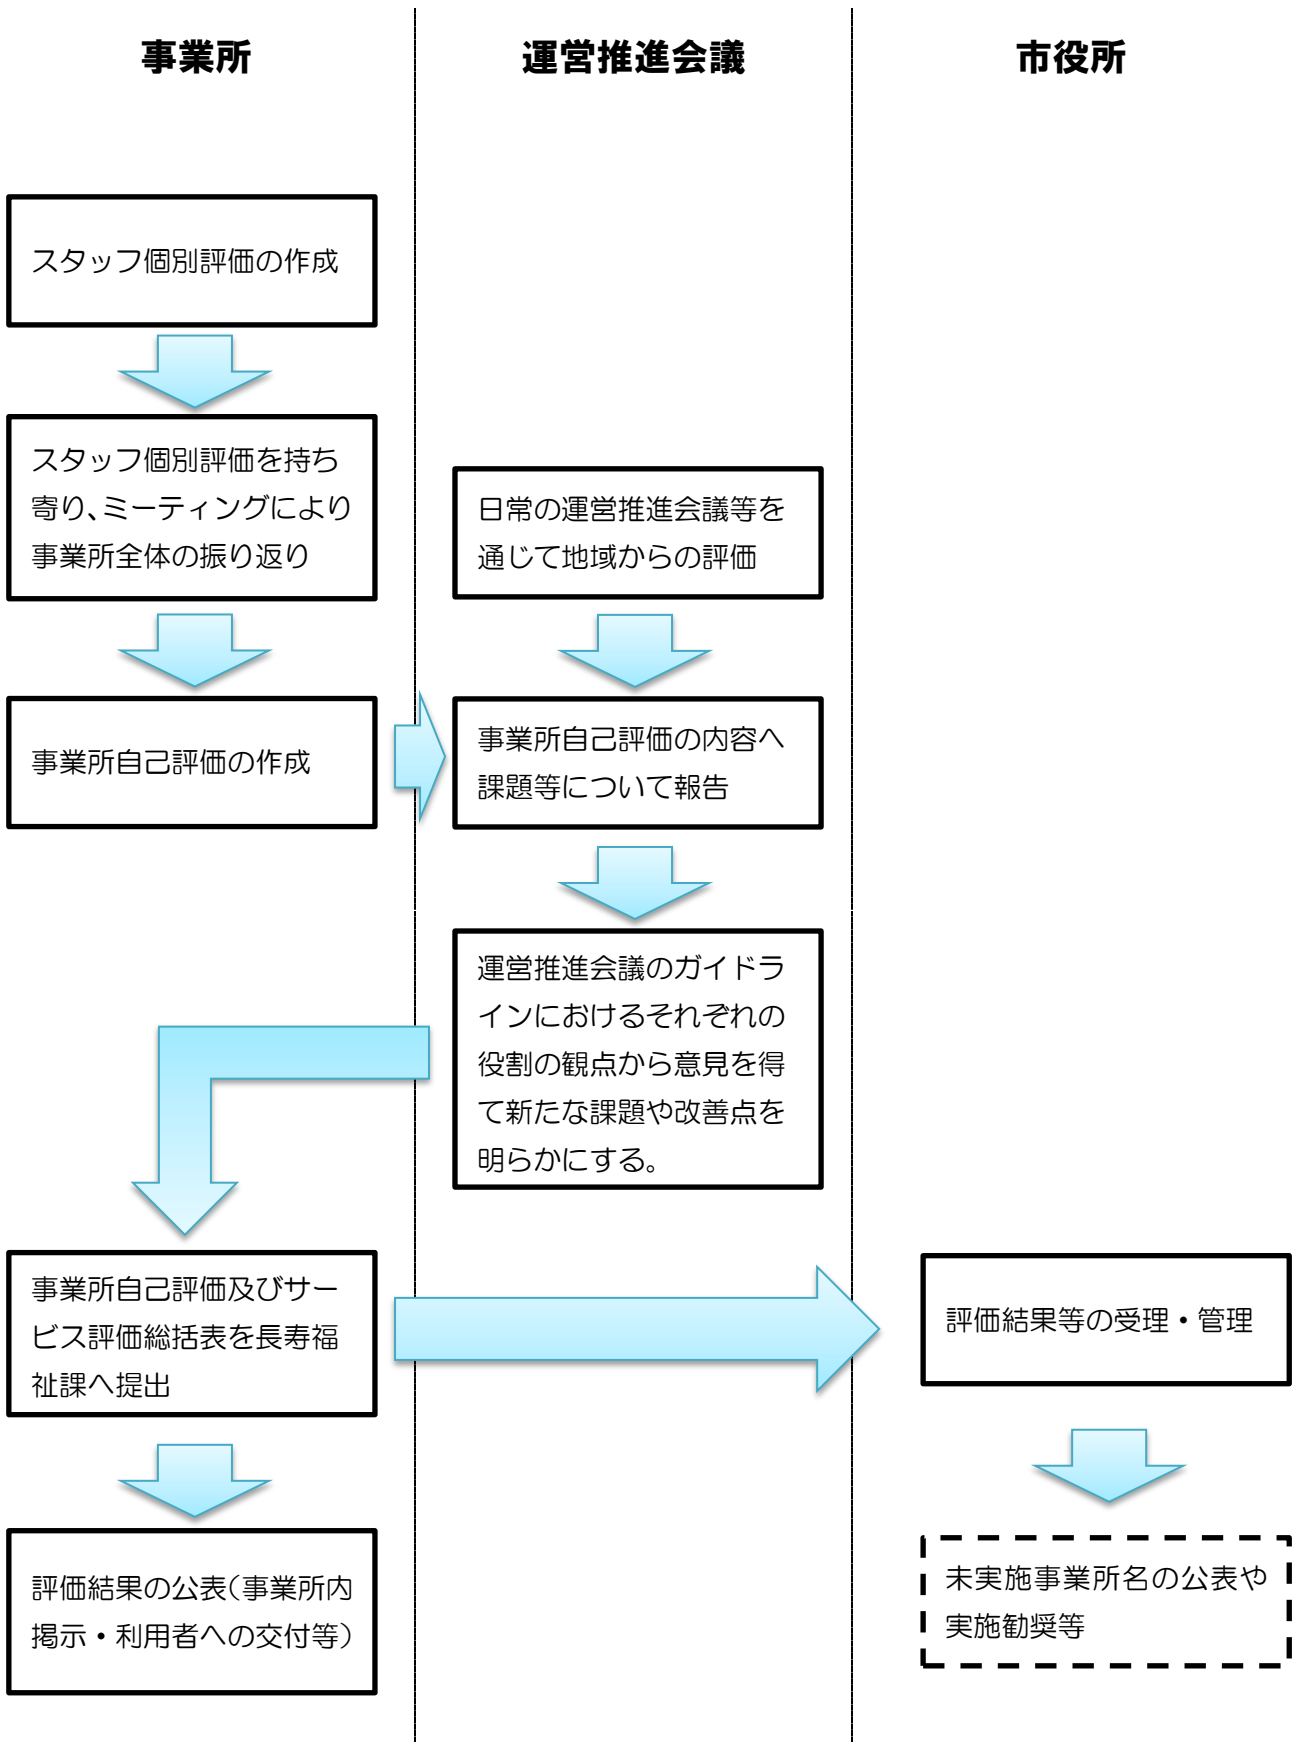 事業所
運営推進会議
市役所
スタッフ個別評価の作成
スタッフ個別評価を持ち
寄り、ミーティングにより
事業所全体の振り返り
日常の運営推進会議等を
通じて地域からの評価
事業所自己評価の作成
事業所自己評価の内容へ
課題等について報告
運営推進会議のガイドラ
インにおけるそれぞれの
役割の観点から意見を得
て新たな課題や改善点を
明らかにする。
事業所自己評価及びサー
ビス評価総括表を長寿福
祉課へ提出
評価結果等の受理・管理
評価結果の公表（事業所内
掲示・利用者への交付等）
未実施事業所名の公表や
実施勧奨等